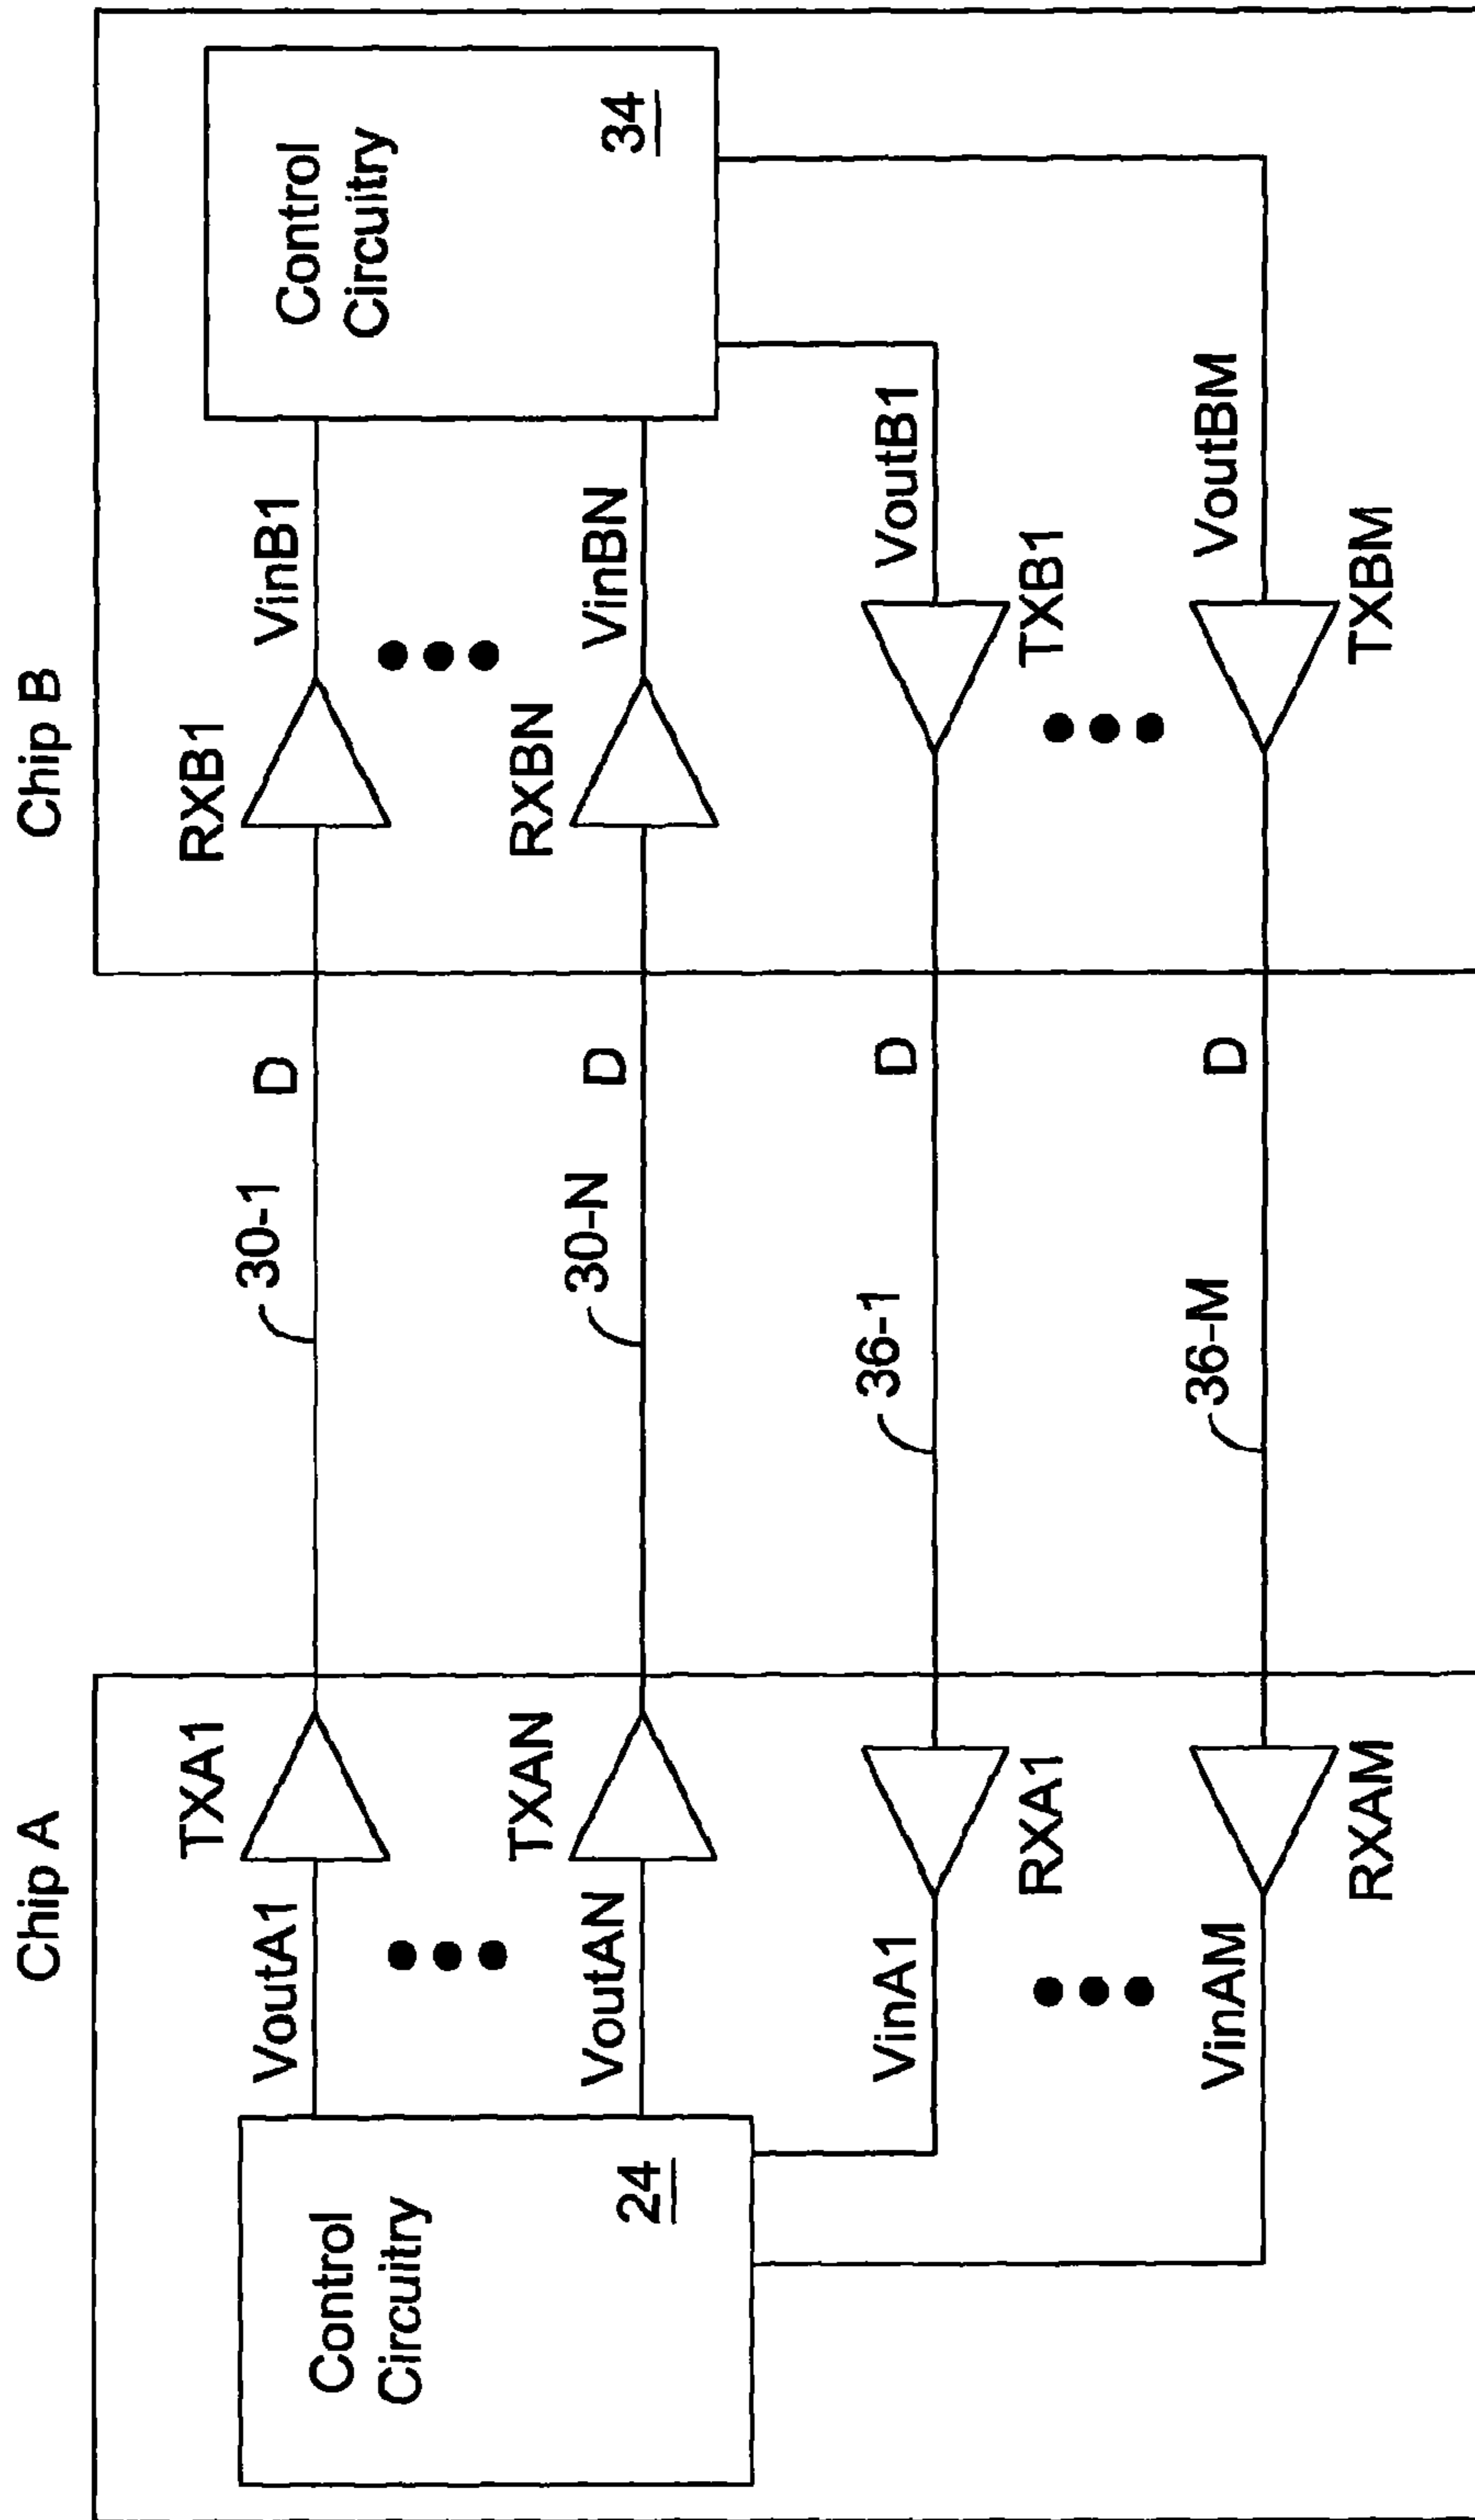 Chip A
Control
Circuitry
24
VoutA1
TXA1
VoutAN
TXAN
VinA1
RXA1
VinAM
RXAM
30-1
D
30-N
D
36-1
D
36-M
D
Chip B
RXB1
VinB1
RXBN
VinBN
Control
Circuitry
34
VoutB1
TXB1
VoutBM
TXBM